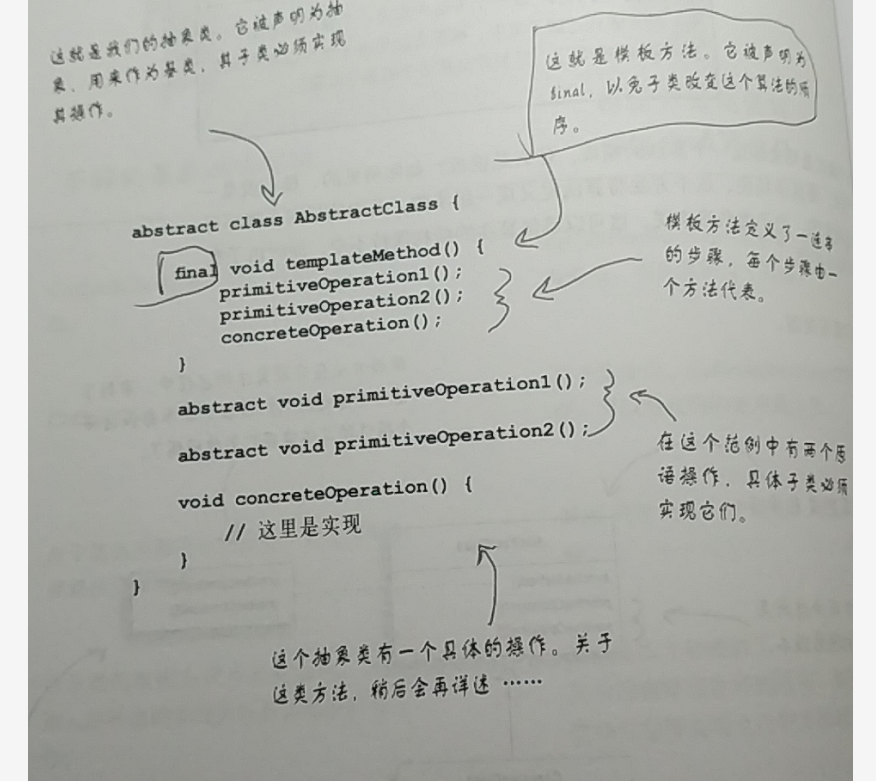 这就是我们的抽象类。它被声明为抽
象，用来作为基类，其子类必须实现
其操作。
这就是模板方法。它被声明为
final，以免子类改变这个算法的顺
序。
abstract class AbstractClass {
final void templateMethod() {
primitiveOperation1();
primitiveOperation2();
concreteOperation();
}
模板方法定义了一连串
的步骤，每个步骤由一
个方法代表。
abstract void primitiveOperation1();
abstract void primitiveOperation2();
在这个范例中有两个原
语操作，具体子类必须
实现它们。
void concreteOperation() {
// 这里是实现
}
}
这个抽象类有一个具体的操作。关于
这类方法，稍后会再详述 ……